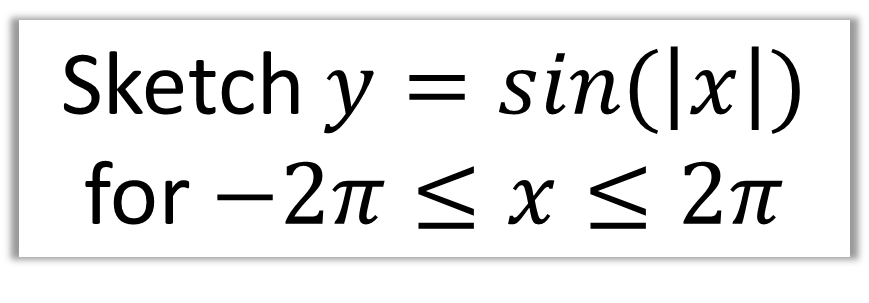 Sketch y = sin(|x|)
for −2π ≤ x ≤ 2π